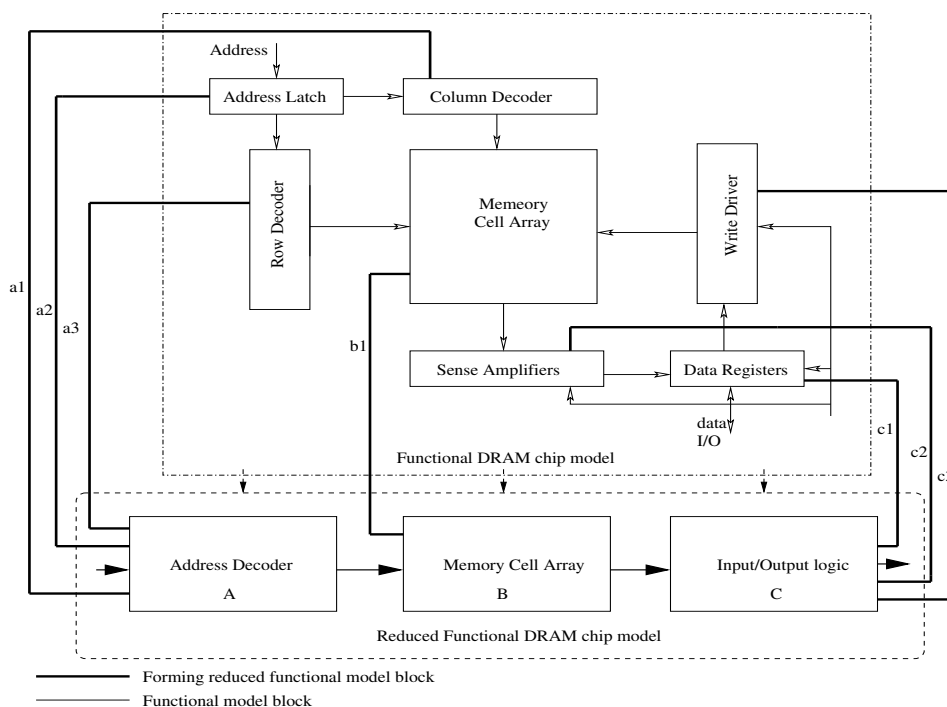 Address
Address Latch
Column Decoder
Row Decoder
Memeory
Cell Array
Write Driver
a1
a2
a3
b1
Sense Amplifiers
Data Registers
data
I/O
c1
c2
Functional DRAM chip model
Address Decoder
A
Memory Cell Array
B
Input/Output logic
C
Reduced Functional DRAM chip model
Forming reduced functional model block
Functional model block